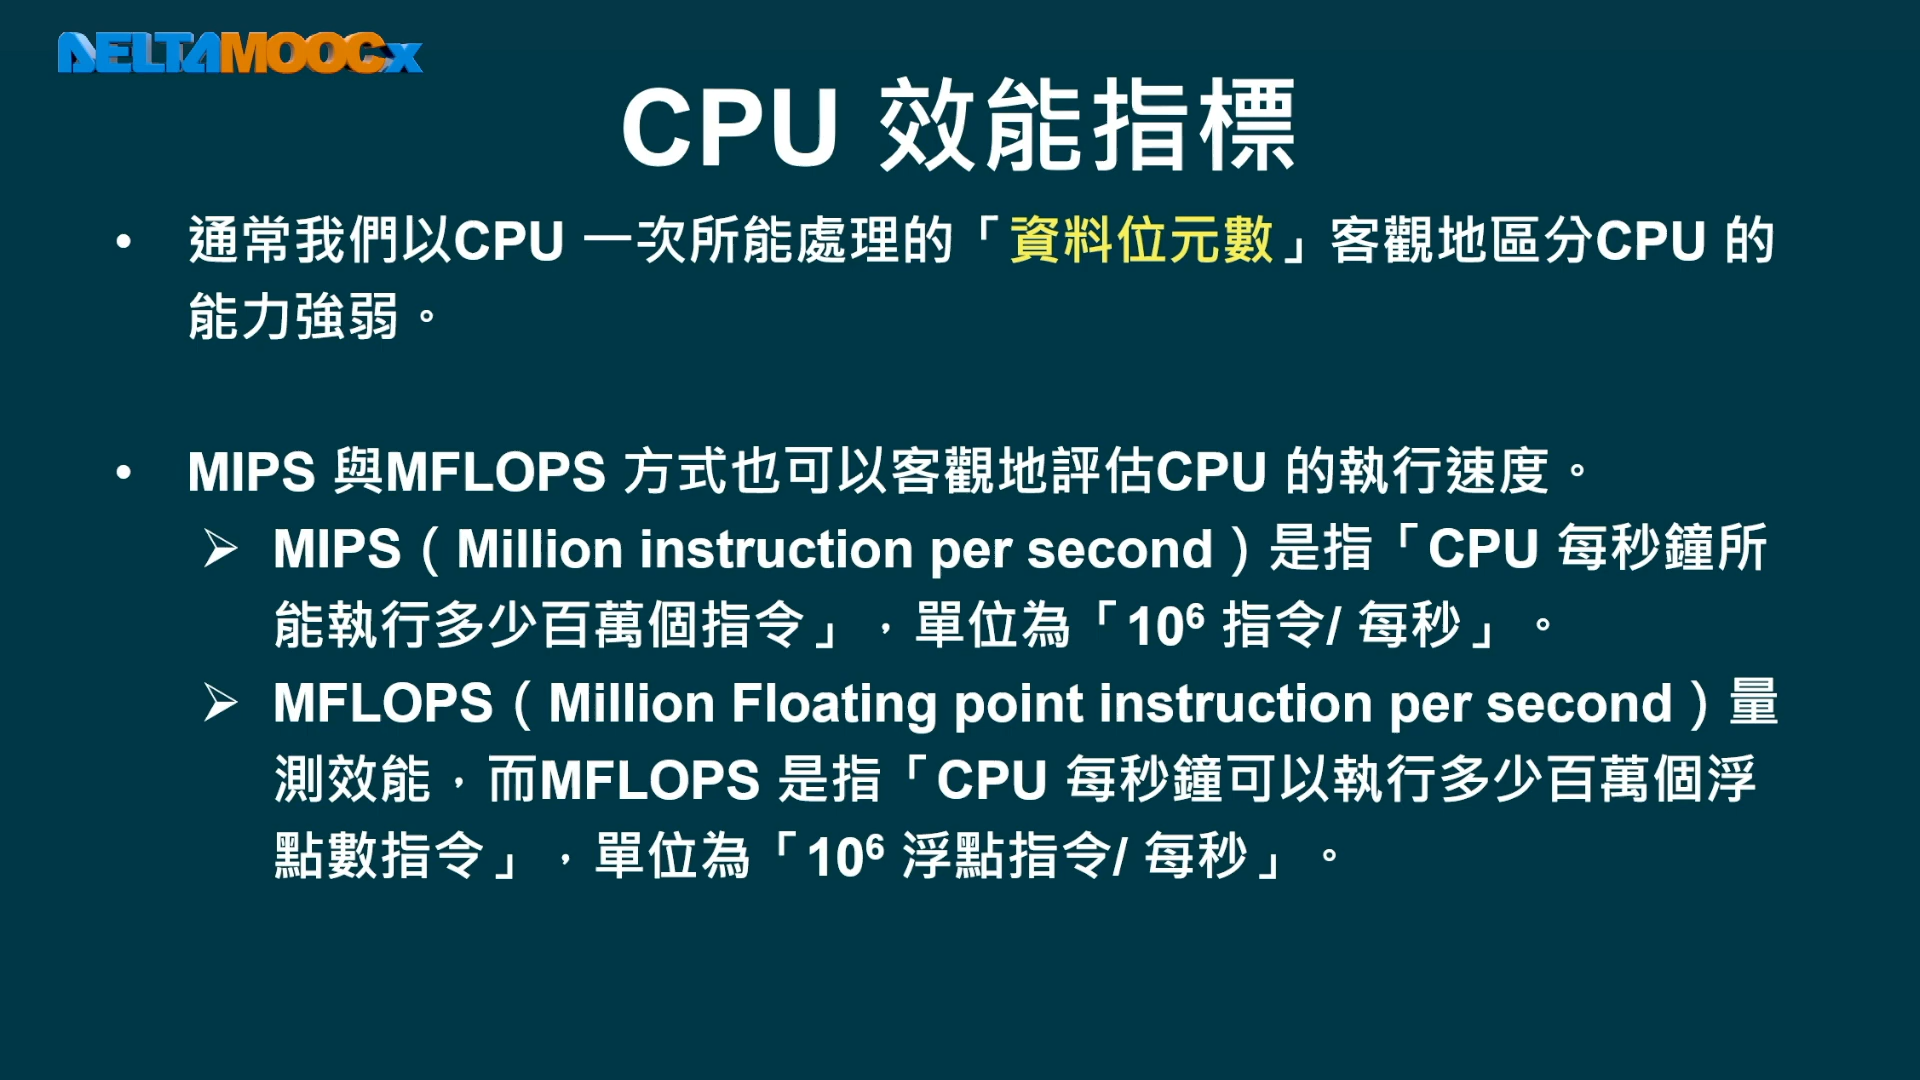 DELTAMOOCx
CPU 效能指標
• 通常我們以CPU 一次所能處理的「資料位元數」客觀地區分CPU 的
能力強弱。
• MIPS 與MFLOPS 方式也可以客觀地評估CPU 的執行速度。
➢ MIPS（Million instruction per second）是指「CPU 每秒鐘所
能執行多少百萬個指令」，單位為「10⁶ 指令/ 每秒」。
➢ MFLOPS（Million Floating point instruction per second）量
測效能，而MFLOPS 是指「CPU 每秒鐘可以執行多少百萬個浮
點數指令」，單位為「10⁶ 浮點指令/ 每秒」。